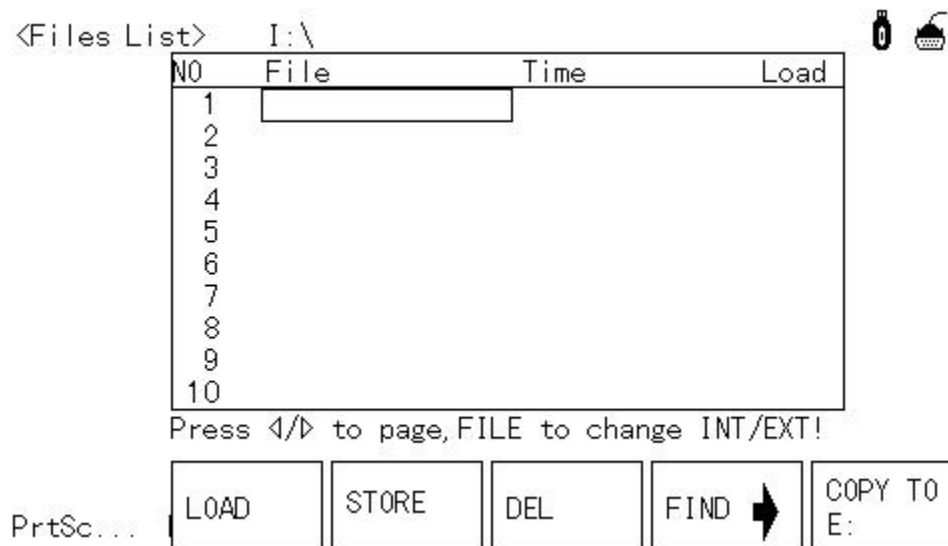 <Files List> I:\
NO File Time Load
1
2
3
4
5
6
7
8
9
10
Press ◁/▷ to page,FILE to change INT/EXT!
LOAD STORE DEL FIND COPY TO E:
PrtSc...